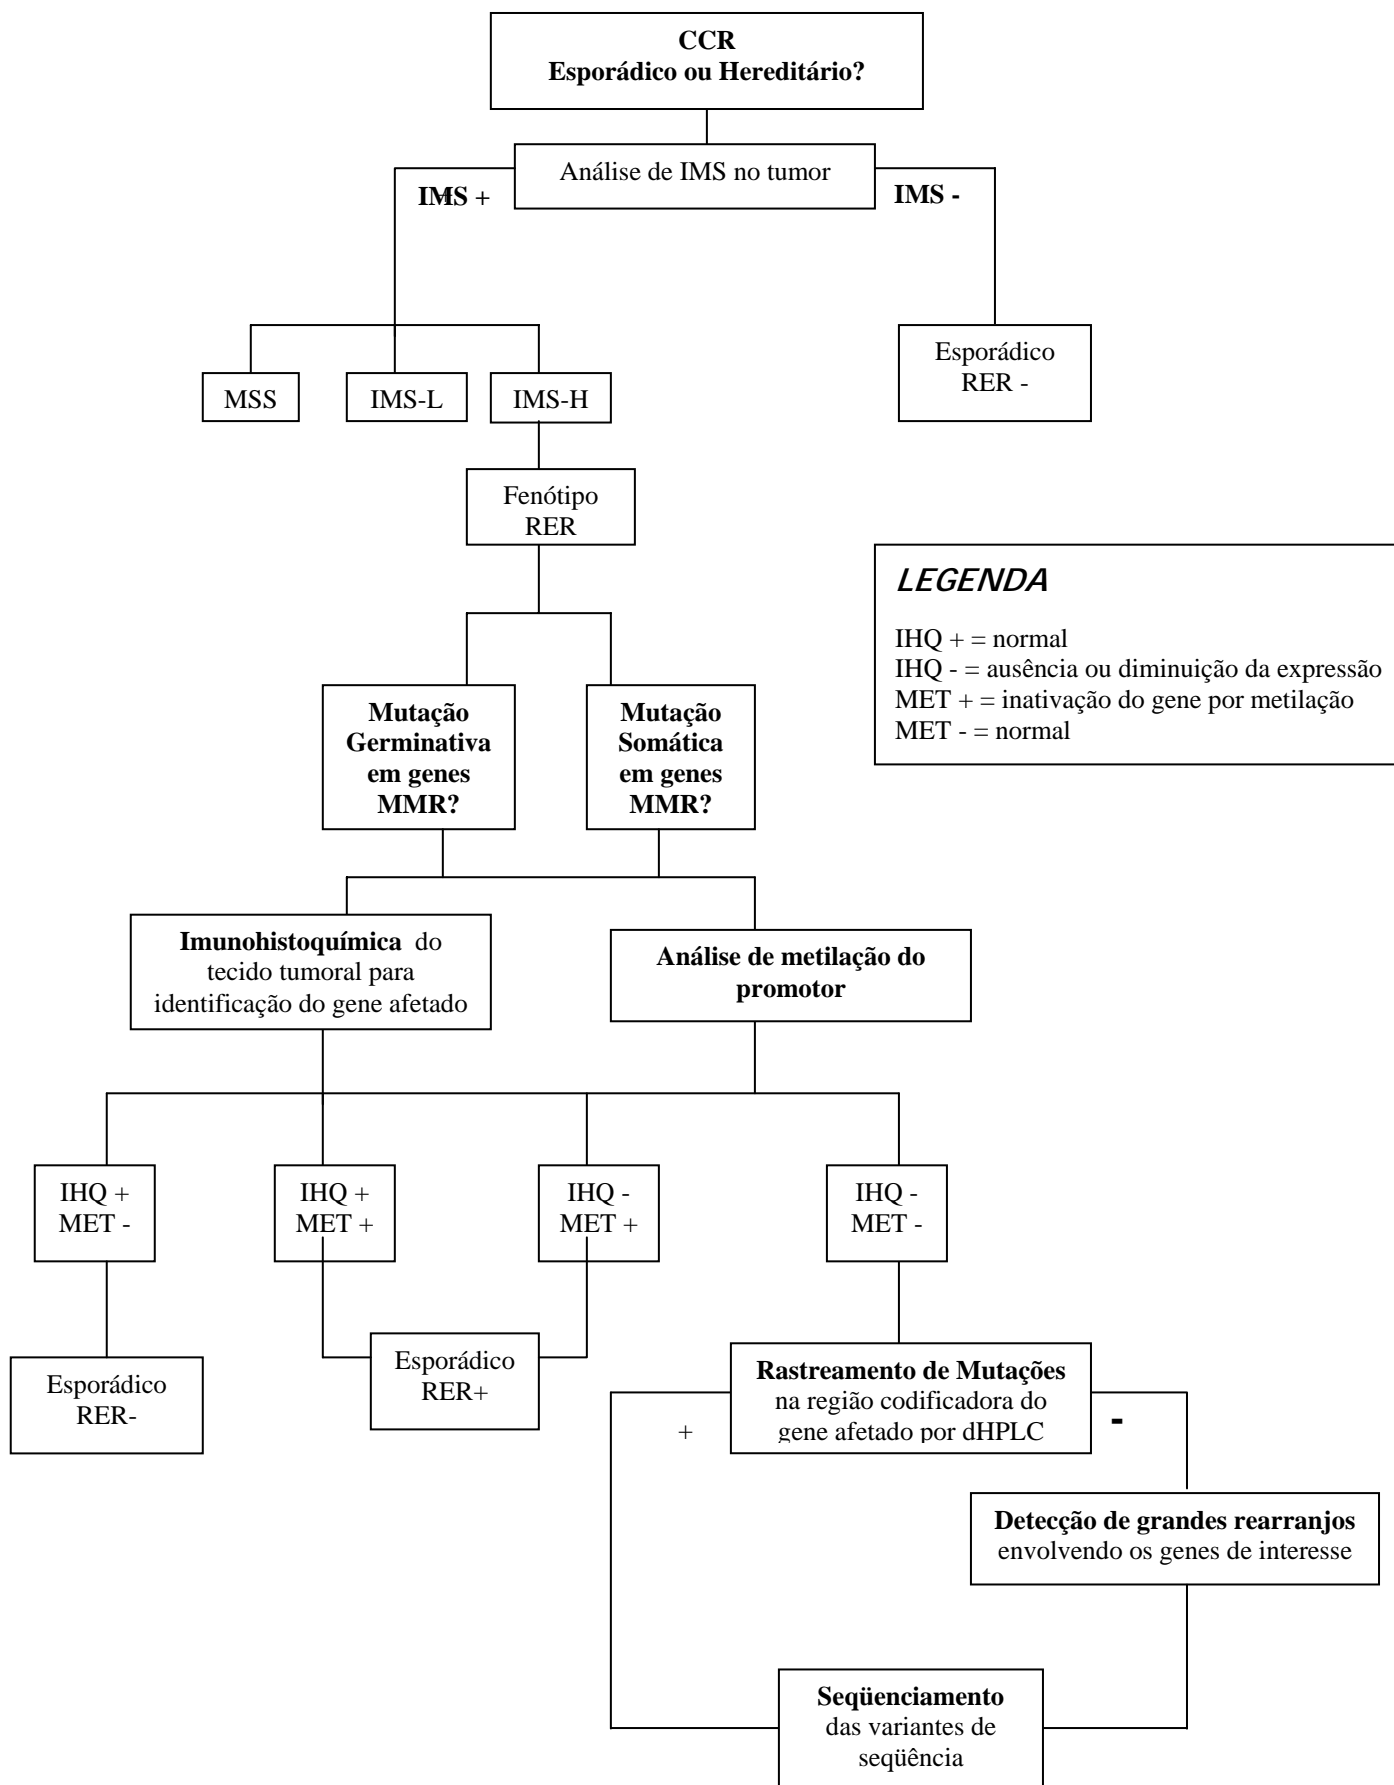 CCR
Esporádico ou Hereditário?
Análise de IMS no tumor
IMS +
+
IMS -
MSS
IMS-L
IMS-H
Esporádico
RER -
Fenótipo
RER
LEGENDA
IHQ + = normal
IHQ - = ausência ou diminuição da expressão
MET + = inativação do gene por metilação
MET - = normal
Mutação
Germinativa
em genes
MMR?
Mutação
Somática
em genes
MMR?
Imunohistoquímica do
tecido tumoral para
identificação do gene afetado
Análise de metilação do
promotor
IHQ +
MET -
IHQ +
MET +
IHQ -
MET +
IHQ -
MET -
Esporádico
RER-
Esporádico
RER+
Rastreamento de Mutações
na região codificadora do
gene afetado por dHPLC
+
-
Detecção de grandes rearranjos
envolvendo os genes de interesse
Seqüenciamento
das variantes de
seqüência